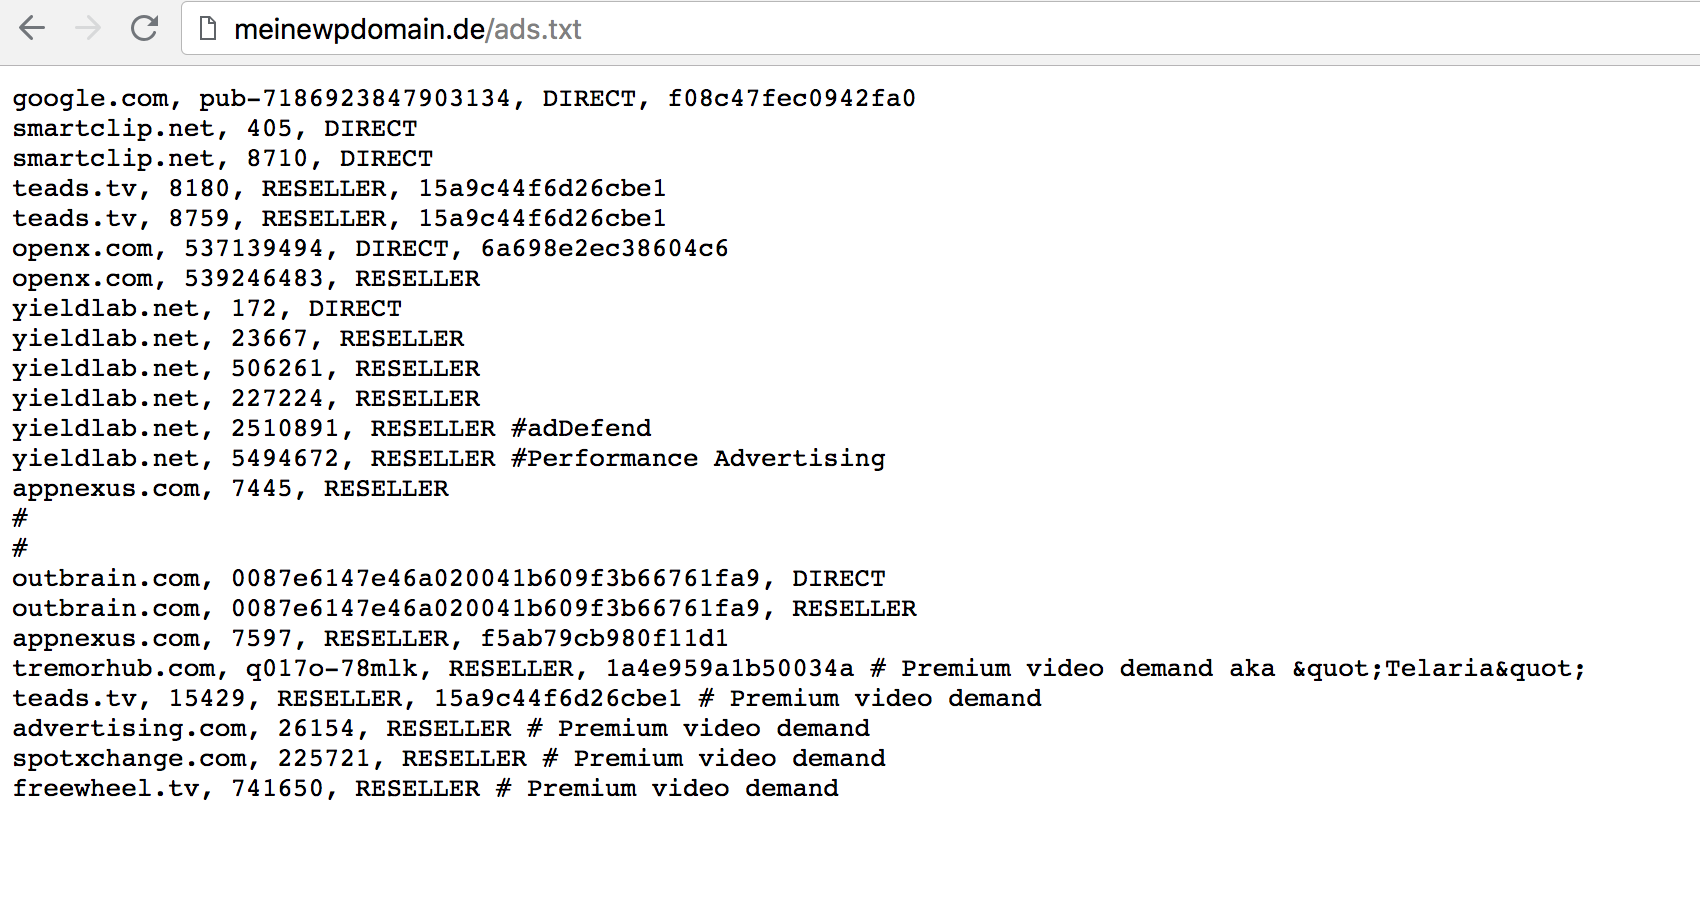 meinewpdomain.de/ads.txt
google.com, pub-7186923847903134, DIRECT, f08c47fec0942fa0
smartclip.net, 405, DIRECT
smartclip.net, 8710, DIRECT
teads.tv, 8180, RESELLER, 15a9c44f6d26cbe1
teads.tv, 8759, RESELLER, 15a9c44f6d26cbe1
openx.com, 537139494, DIRECT, 6a698e2ec38604c6
openx.com, 539246483, RESELLER
yieldlab.net, 172, DIRECT
yieldlab.net, 23667, RESELLER
yieldlab.net, 506261, RESELLER
yieldlab.net, 227224, RESELLER
yieldlab.net, 2510891, RESELLER #adDefend
yieldlab.net, 5494672, RESELLER #Performance Advertising
appnexus.com, 7445, RESELLER
#
#
outbrain.com, 0087e6147e46a020041b609f3b66761fa9, DIRECT
outbrain.com, 0087e6147e46a020041b609f3b66761fa9, RESELLER
appnexus.com, 7597, RESELLER, f5ab79cb980f11d1
tremorhub.com, q017o-78mlk, RESELLER, 1a4e959a1b50034a # Premium video demand aka &quot;Telaria&quot;
teads.tv, 15429, RESELLER, 15a9c44f6d26cbe1 # Premium video demand
advertising.com, 26154, RESELLER # Premium video demand
spotxchange.com, 225721, RESELLER # Premium video demand
freewheel.tv, 741650, RESELLER # Premium video demand